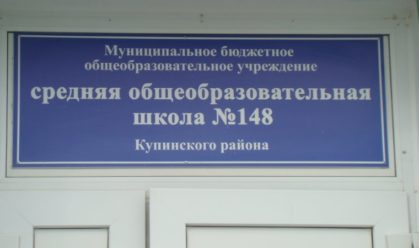 Муниципальное бюджетное
общеобразовательное учреждение
средняя общеобразовательная
школа №148
Купинского района